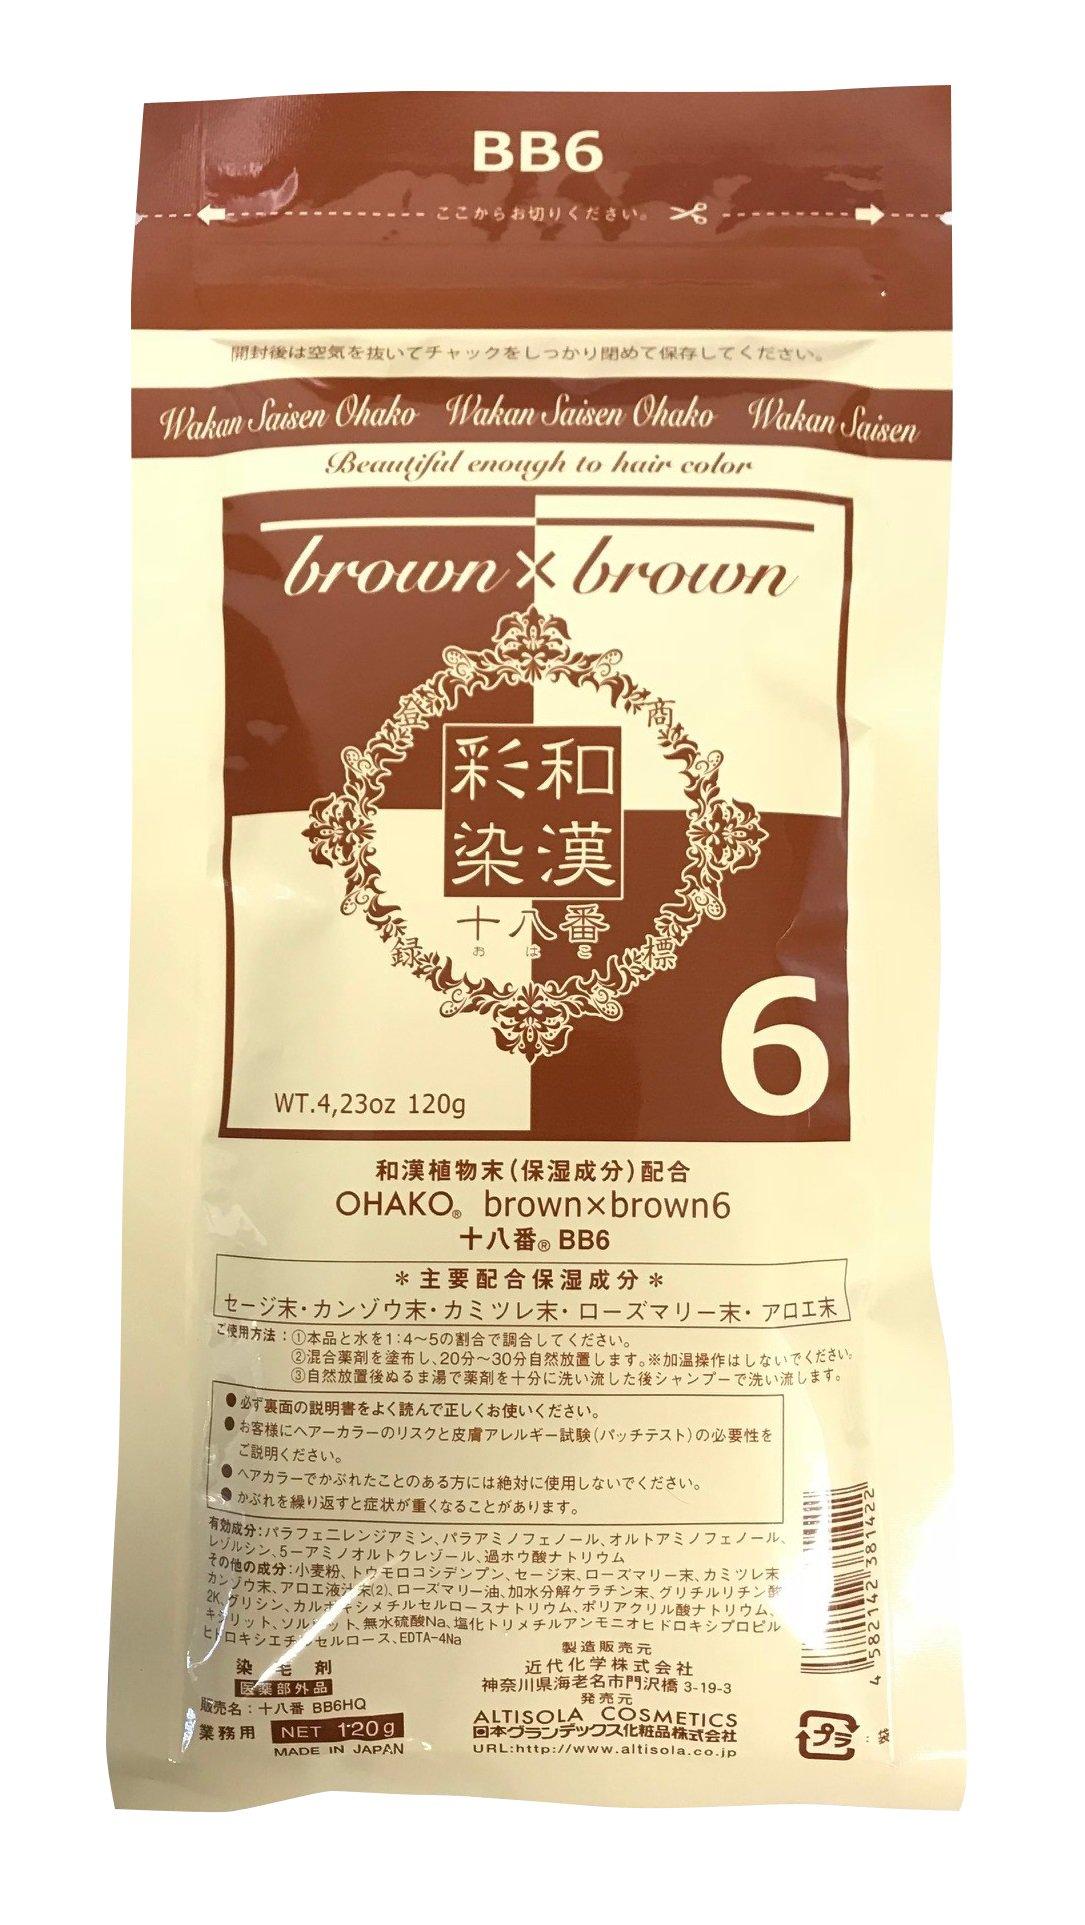 BB6
ここからお切りください。
開封後は空気を抜いてチャックをしっかり閉めて保存してください。
Wakan Saisen Ohako Wakan Saisen Ohako Wakan Saisen
Beautiful enough to hair color
brown×brown
登 商
和漢
彩染
十八番
おはこ
録 標
6
WT.4,23oz 120g
和漢植物末(保湿成分)配合
OHAKO® brown×brown6
十八番® BB6
＊主要配合保湿成分＊
セージ末・カンゾウ末・カミツレ末・ローズマリー末・アロエ末
ご使用方法：①本品と水を1：4〜5の割合で調合してください。
②混合薬剤を塗布し、20分〜30分自然放置します。※加温操作はしないでください。
③自然放置後ぬるま湯で薬剤を十分に洗い流した後シャンプーで洗い流します。
●必ず裏面の説明書をよく読んで正しくお使いください。
●お客様にヘアーカラーのリスクと皮膚アレルギー試験(パッチテスト)の必要性を
ご説明ください。
●ヘアカラーでかぶれたことのある方には絶対に使用しないでください。
●かぶれを繰り返すと症状が重くなることがあります。
有効成分：パラフェニレンジアミン、パラアミノフェノール、オルトアミノフェノール、
レゾルシン、5ーアミノオルトクレゾール、過ホウ酸ナトリウム
その他の成分：小麦粉、トウモロコシデンプン、セージ末、ローズマリー末、カミツレ末
カンゾウ末、アロエ液汁末(2)、ローズマリー油、加水分解ケラチン末、グリチルリチン酸
2K、グリシン、カルボキシメチルセルロースナトリウム、ポリアクリル酸ナトリウム、
キシリット、ソルビット、無水硫酸Na、塩化トリメチルアンモニオヒドロキシプロピル
ヒドロキシエチルセルロース、EDTA-4Na
染毛剤
医薬部外品
販売名：十八番 BB6HQ
業務用 NET 120g
MADE IN JAPAN
製造販売元
近代化学株式会社
神奈川県海老名市門沢橋 3-19-3
発売元
ALTISOLA COSMETICS
日本グランデックス化粧品株式会社
URL:http://www.altisola.co.jp
4 582142 381422
プラ：袋